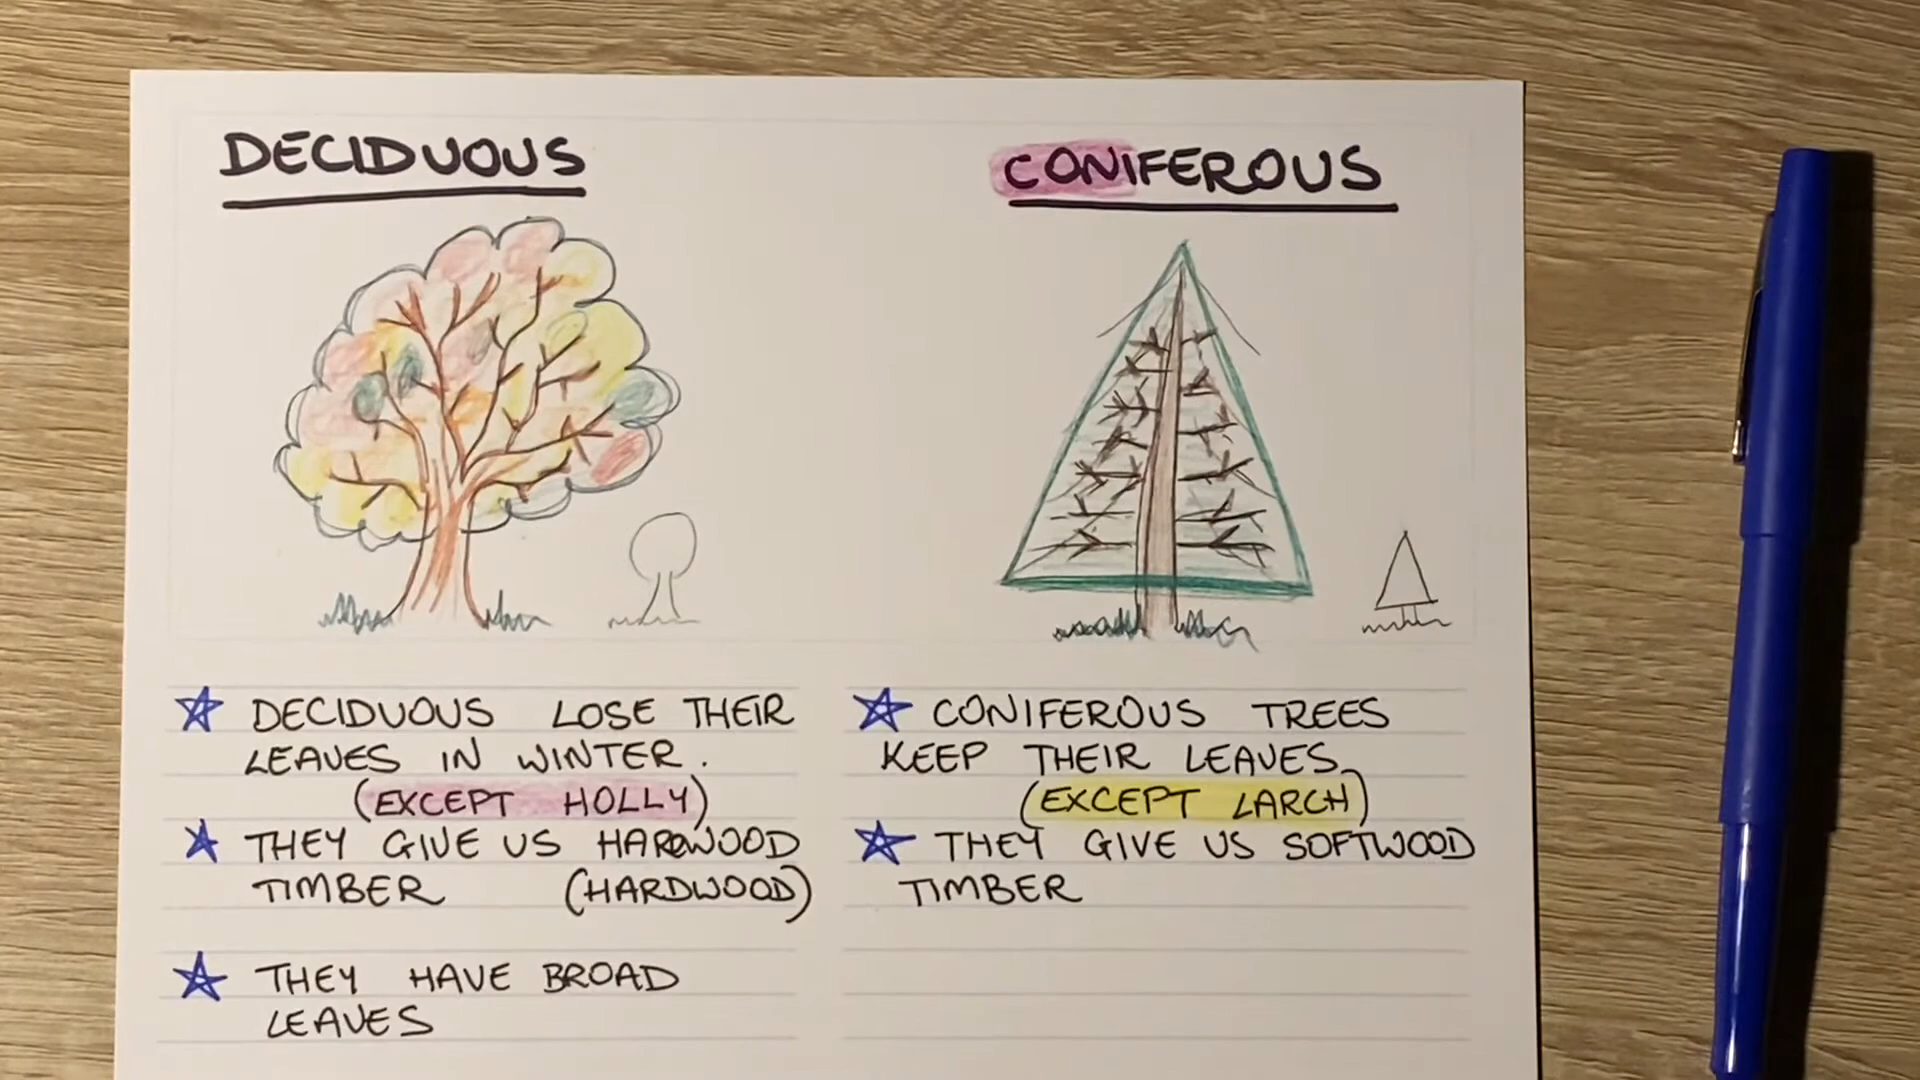 DECIDUOUS
DECIDUOUS LOSE THEIR
LEAVES IN WINTER.
(EXCEPT HOLLY)
THEY GIVE US HARDWOOD
TIMBER (HARDWOOD)
THEY HAVE BROAD
LEAVES
CONIFEROUS
CONIFEROUS TREES
KEEP THEIR LEAVES
(EXCEPT LARCH)
THEY GIVE US SOFTWOOD
TIMBER